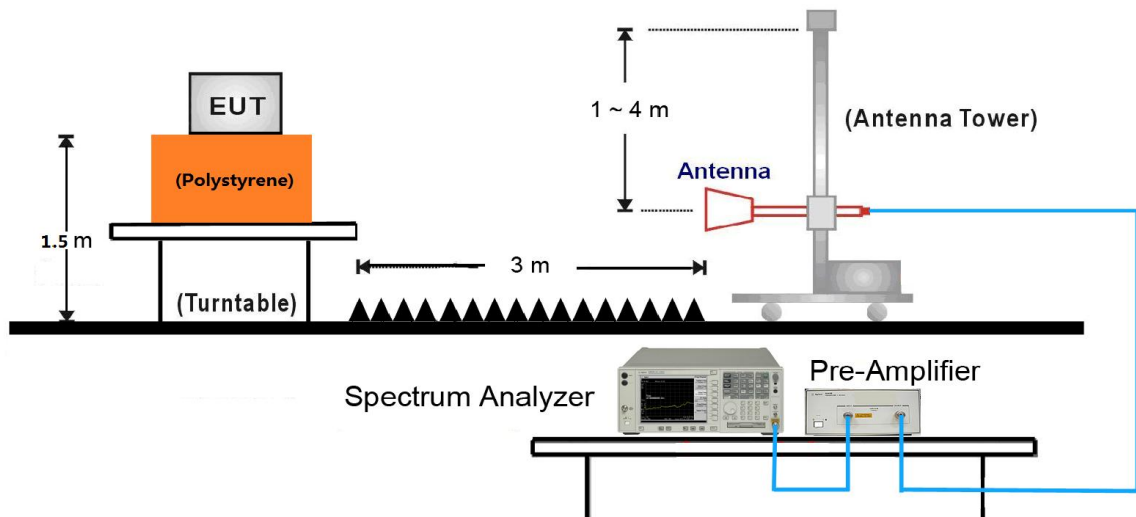 EUT
(Polystyrene)
1.5 m
(Turntable)
3 m
1 ~ 4 m
(Antenna Tower)
Antenna
Spectrum Analyzer
Pre-Amplifier